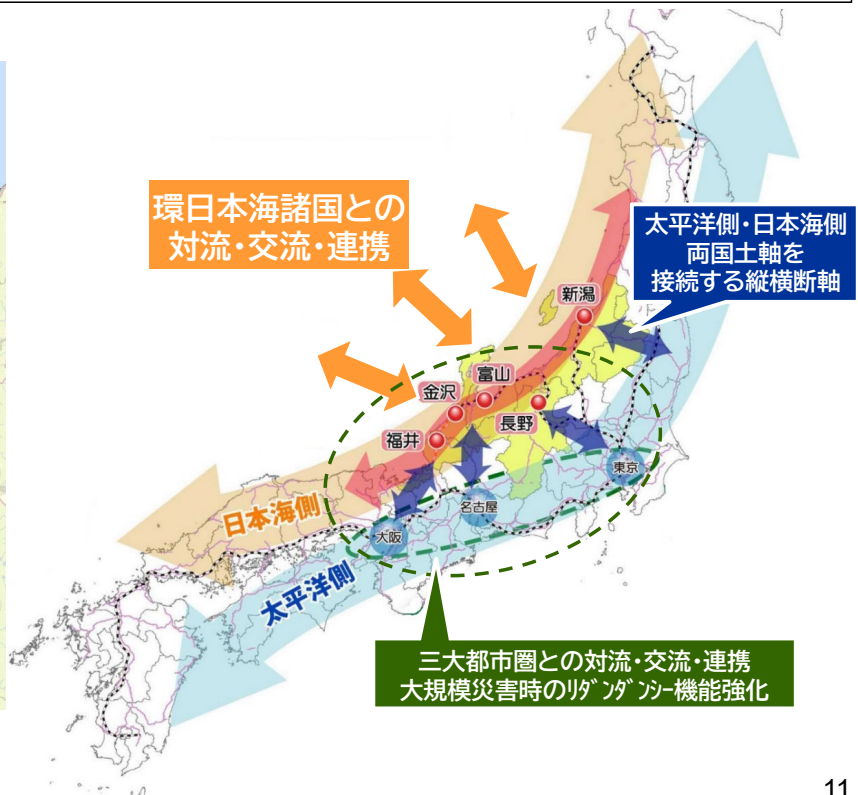 環日本海諸国との
対流・交流・連携
太平洋側・日本海側
両国土軸を
接続する縦横断軸
新潟
富山
金沢
長野
福井
東京
名古屋
大阪
日本海側
太平洋側
三大都市圏との対流・交流・連携
大規模災害時のﾘﾀﾞﾝﾀﾞﾝｼｰ機能強化
11